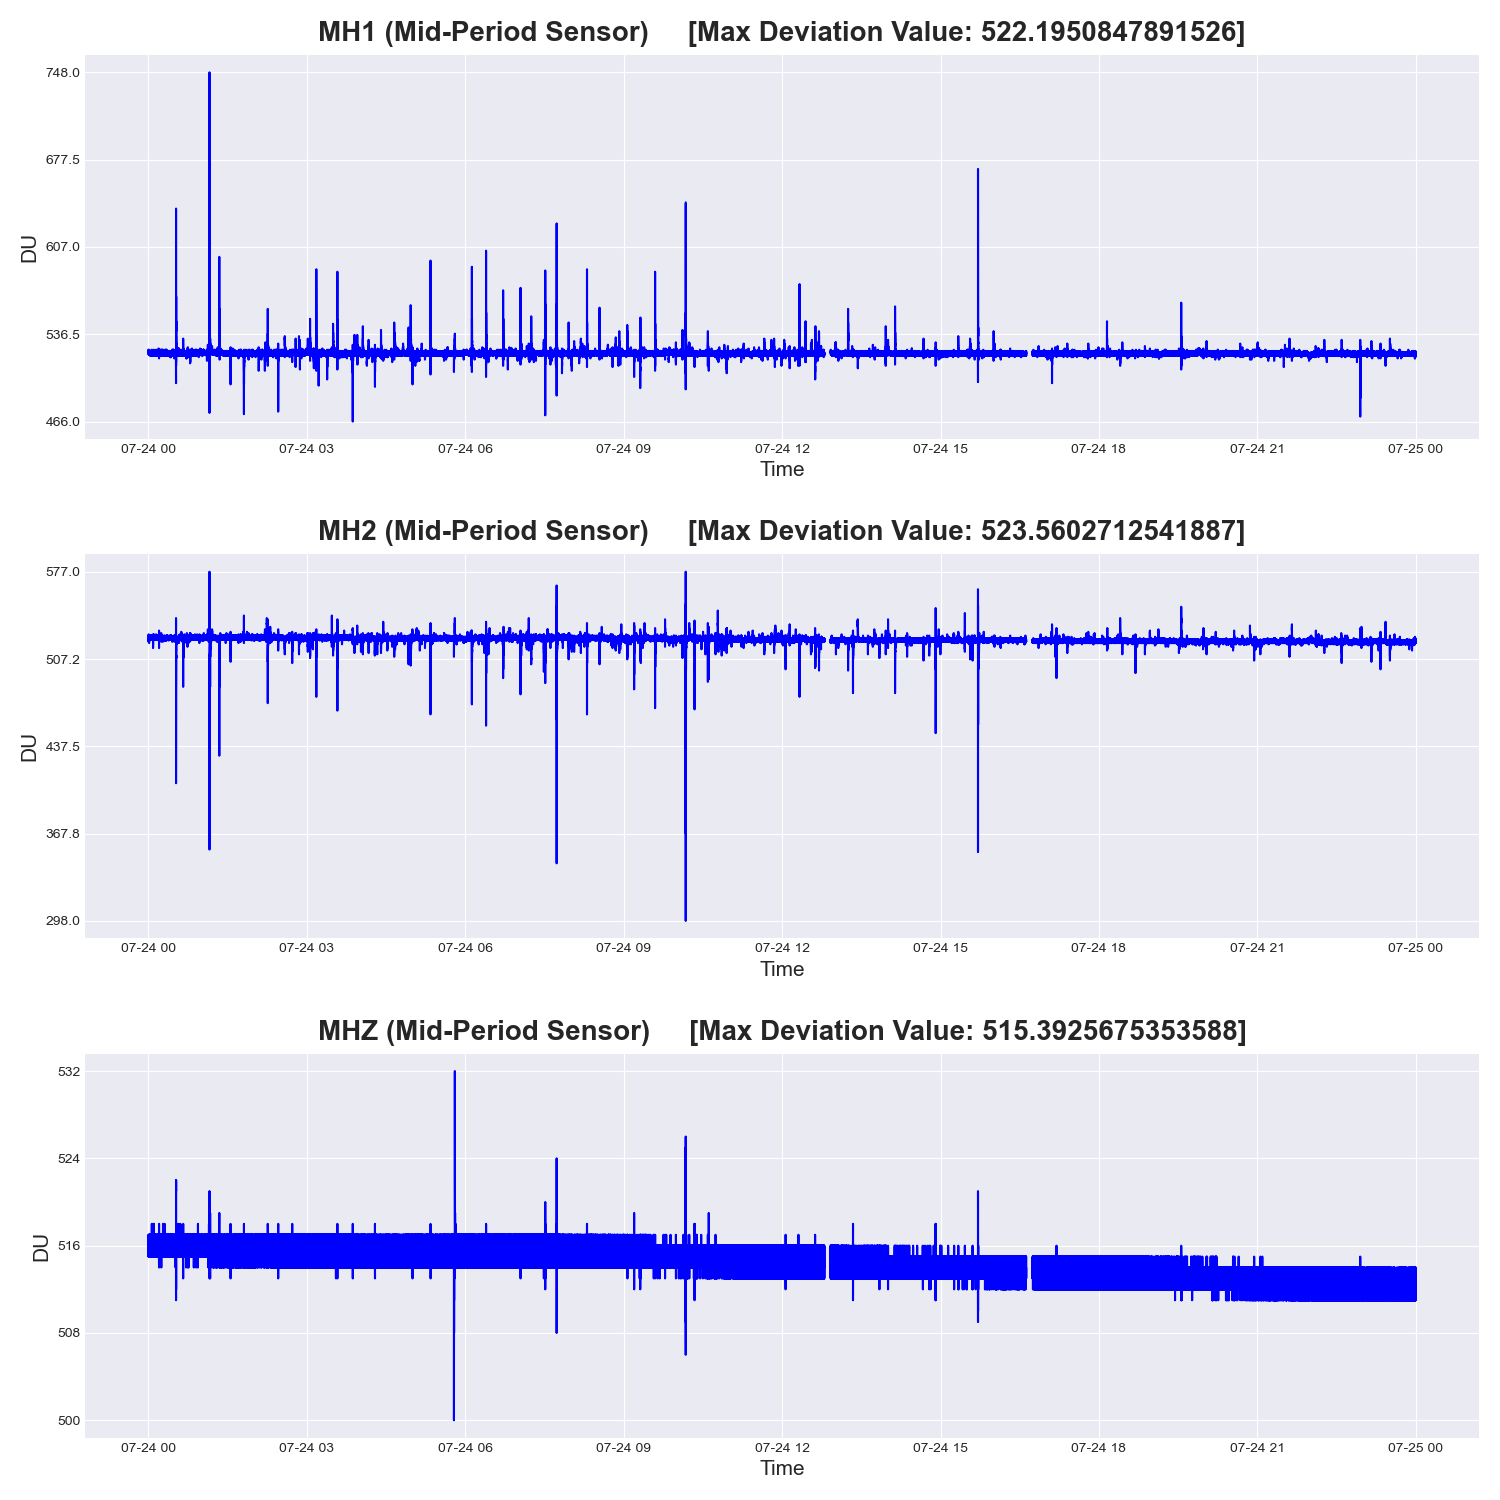 MH1 (Mid-Period Sensor) [Max Deviation Value: 522.1950847891526]
748.0
677.5
607.0
536.5
466.0
DU
07-24 00 07-24 03 07-24 06 07-24 09 07-24 12 07-24 15 07-24 18 07-24 21 07-25 00
Time
MH2 (Mid-Period Sensor) [Max Deviation Value: 523.5602712541887]
577.0
507.2
437.5
367.8
298.0
DU
07-24 00 07-24 03 07-24 06 07-24 09 07-24 12 07-24 15 07-24 18 07-24 21 07-25 00
Time
MHZ (Mid-Period Sensor) [Max Deviation Value: 515.3925675353588]
532
524
516
508
500
DU
07-24 00 07-24 03 07-24 06 07-24 09 07-24 12 07-24 15 07-24 18 07-24 21 07-25 00
Time